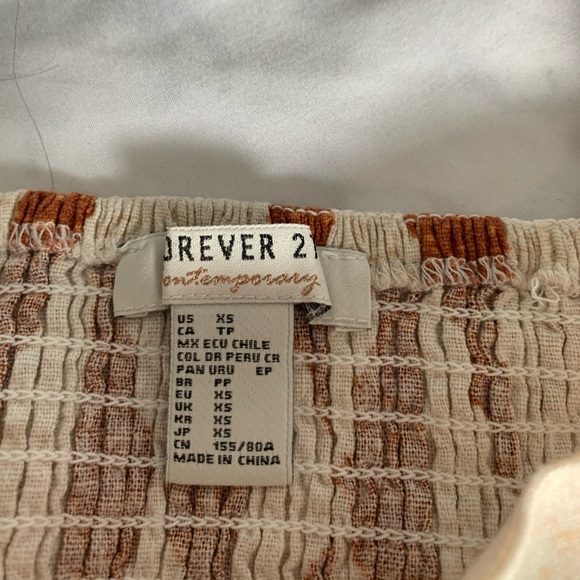 OREVER 21
ontemporary
US XS
CA TP
MX ECU CHILE
COL DR PERU CR
PAN URU EP
BR PP
EU XS
UK XS
KR XS
JP XS
CN 155/80A
MADE IN CHINA